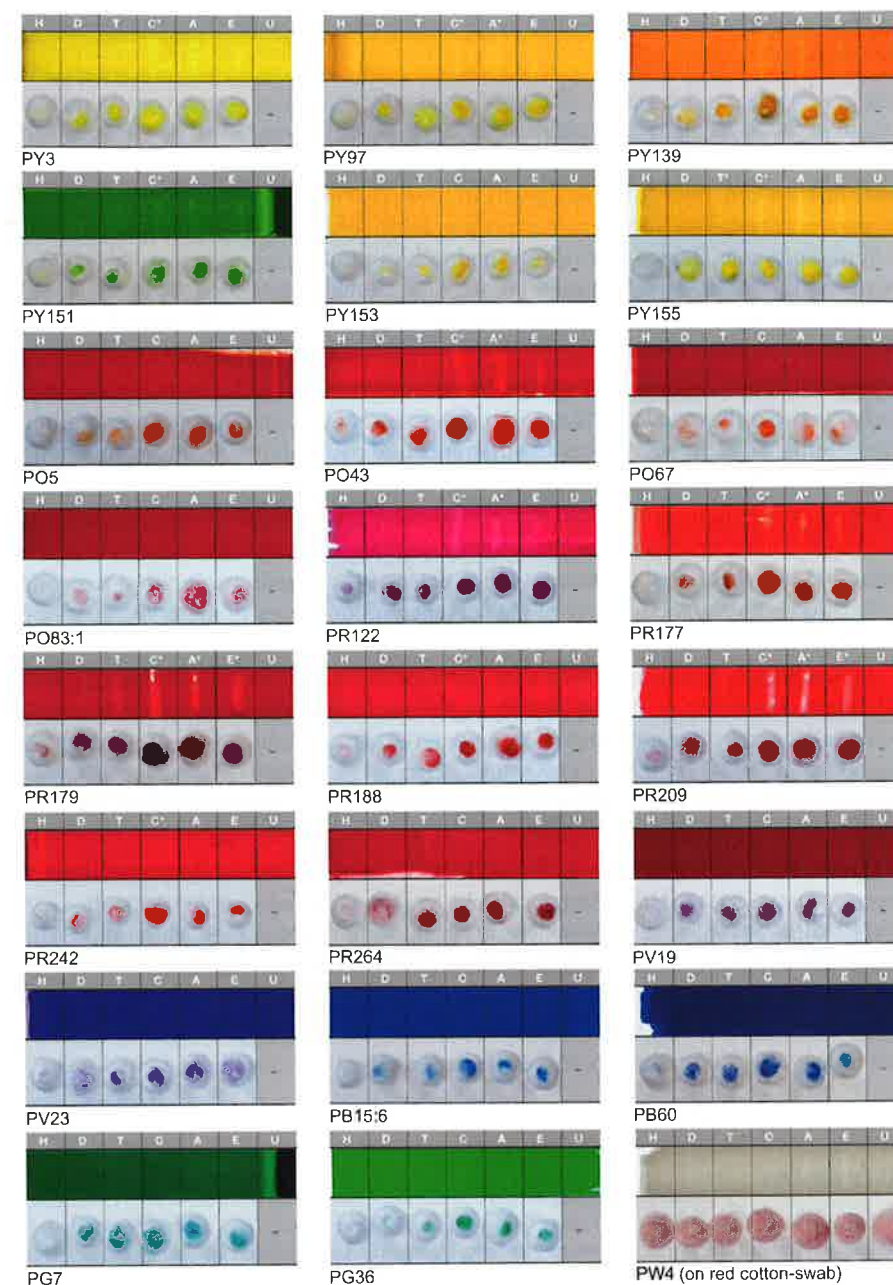 H D T C* A E U
-
PY3
H D T C* A* E U
-
PY97
H D T C* A E U
-
PY139
H D T C* A E U
-
PY151
H D T C A E U
-
PY153
H D T* C* A E U
-
PY155
H D T C A E U
-
PO5
H D T C* A* E U
-
PO43
H D T C A E U
-
PO67
H D T C A E U
-
PO83:1
H D T C* A* E U
-
PR122
H D T C* A* E U
-
PR177
H D T C* A* E* U
-
PR179
H D T C* A E U
-
PR188
H D T C* A* E* U
-
PR209
H D T C* A E U
-
PR242
H D T C A E U
-
PR264
H D T C A E U
-
PV19
H D T C A E U
-
PV23
H D T C A E U
-
PB15:6
H D T C A E U
-
PB60
H D T C A E U
-
PG7
H D T C A E U
-
PG36
H D T C A E U
PW4 (on red cotton-swab)